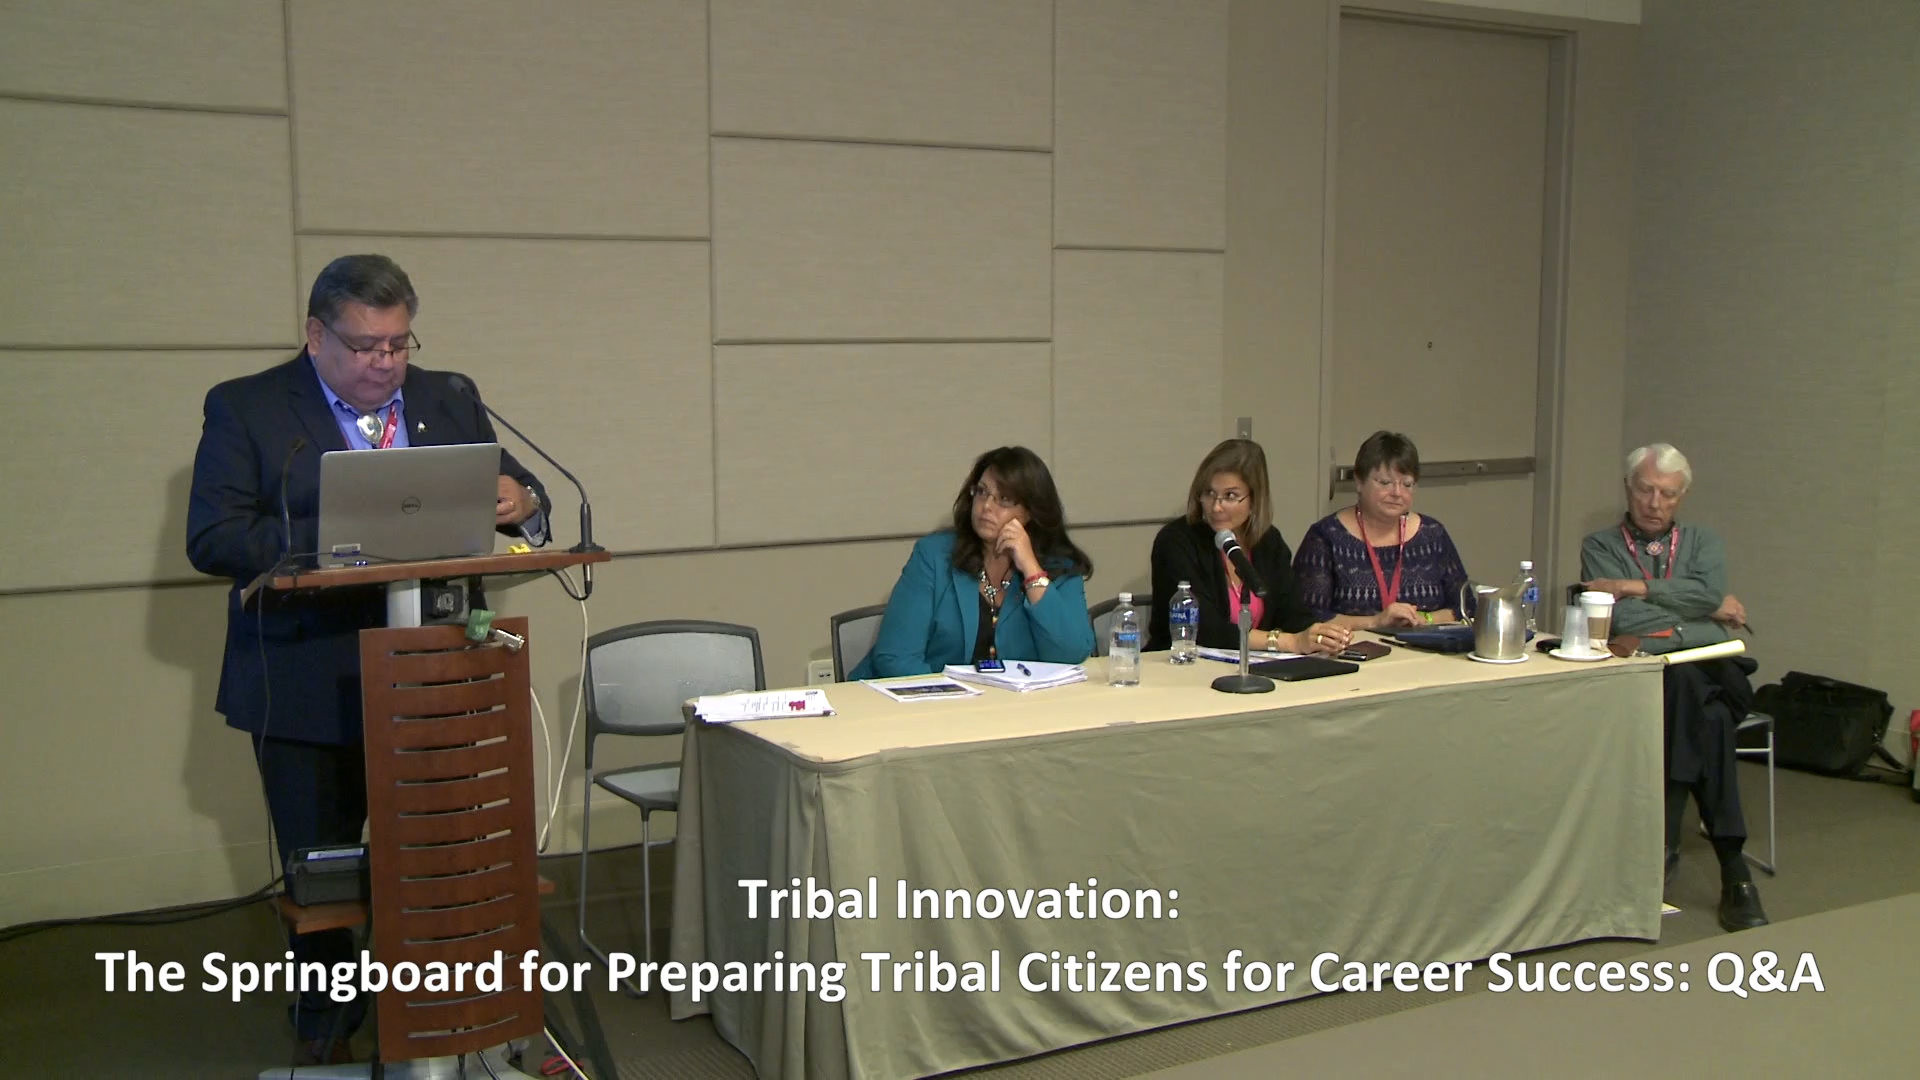 Tribal Innovation:
The Springboard for Preparing Tribal Citizens for Career Success: Q&A